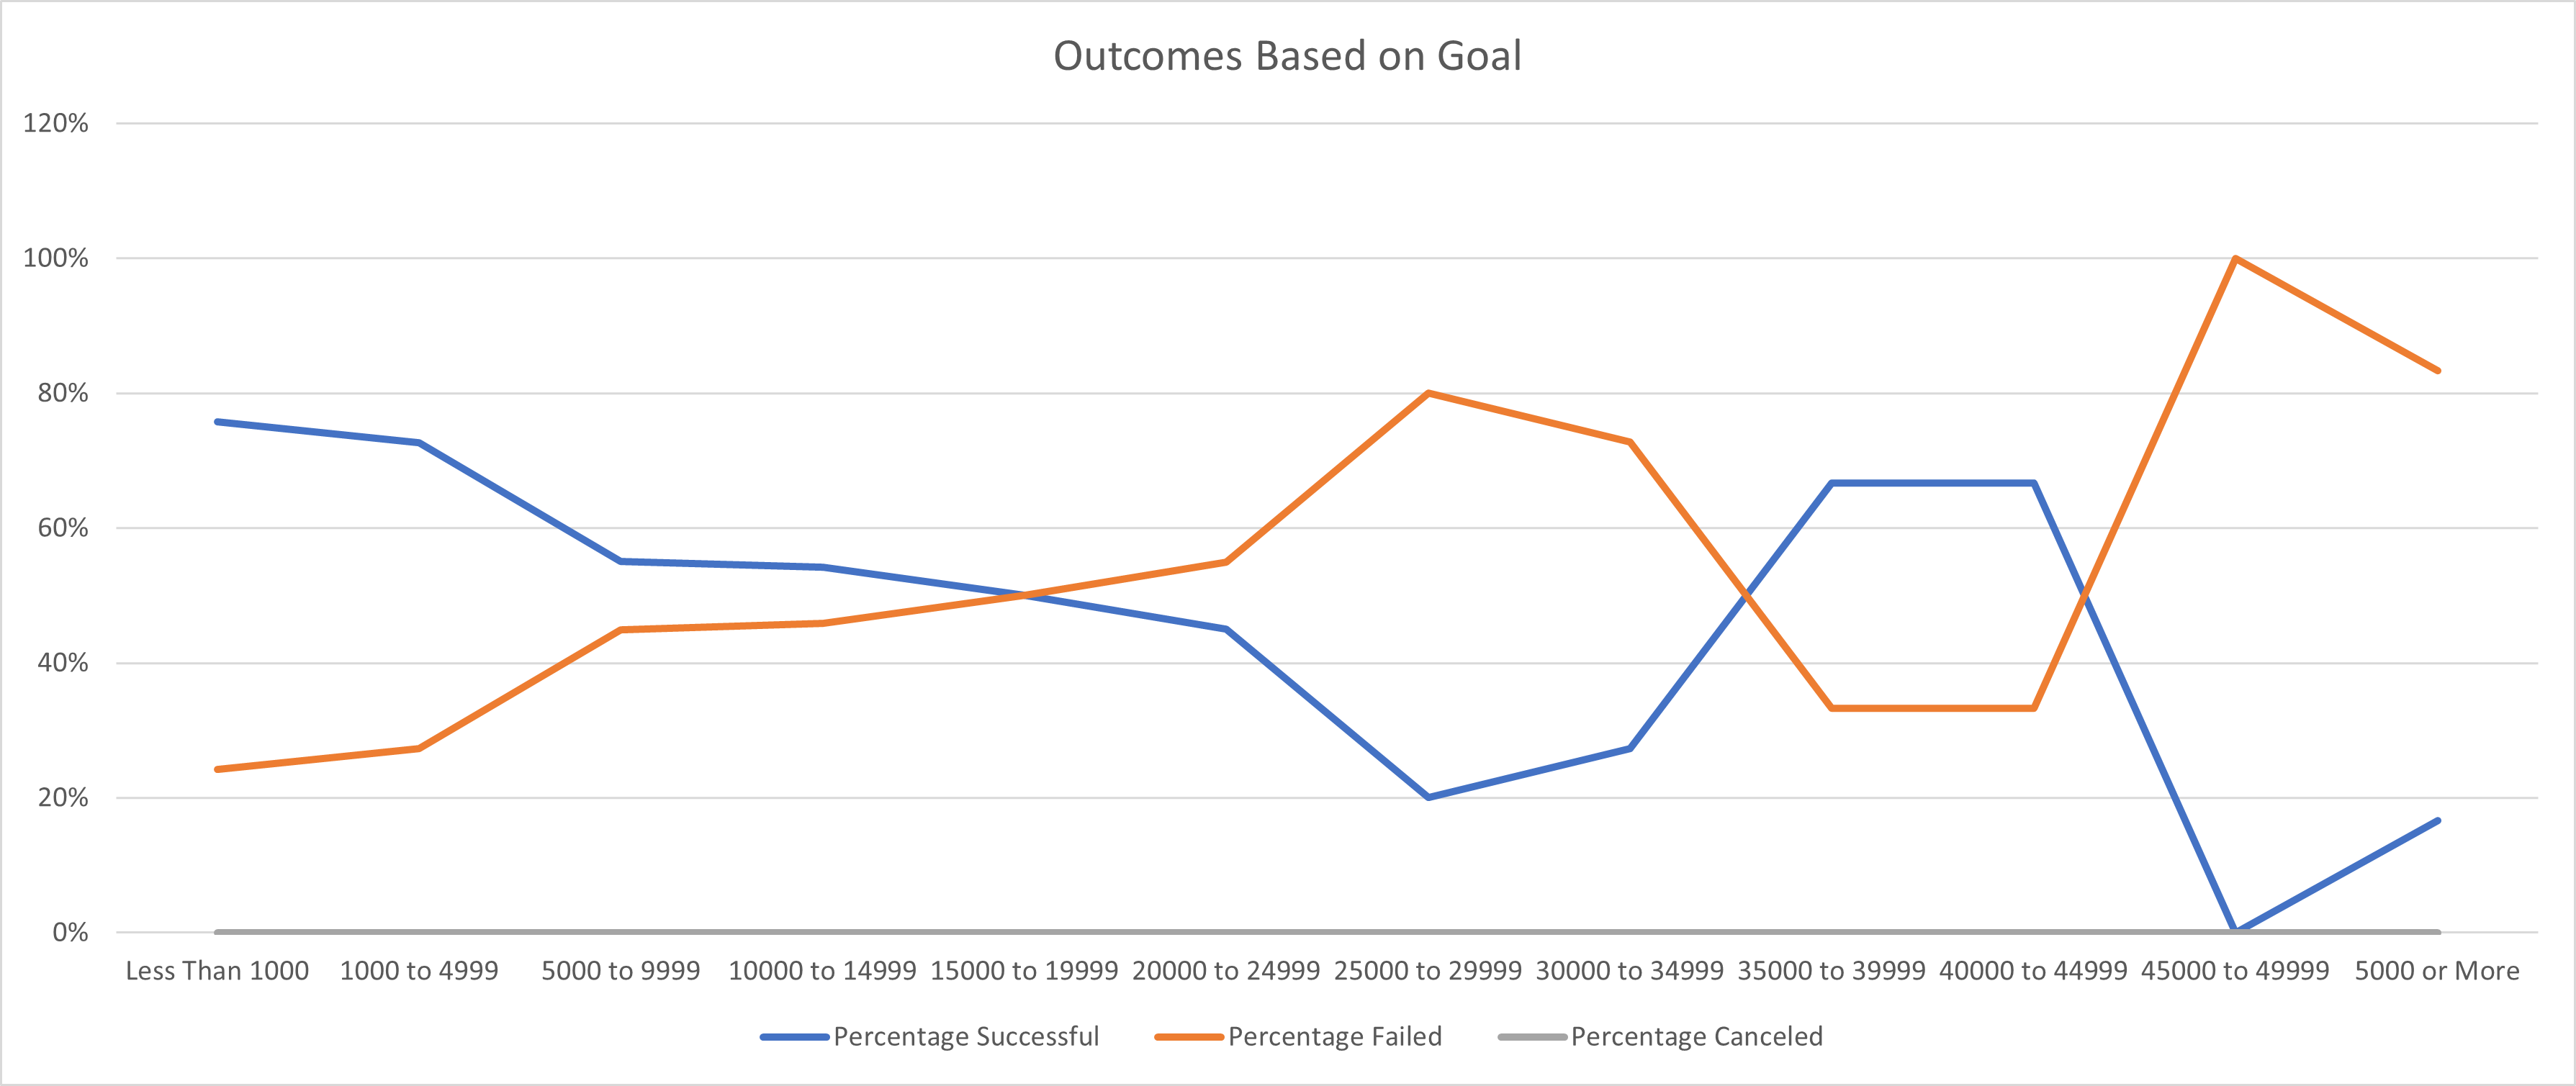 Outcomes Based on Goal
120%
100%
80%
60%
40%
20%
0%
Less Than 1000 1000 to 4999 5000 to 9999 10000 to 14999 15000 to 19999 20000 to 24999 25000 to 29999 30000 to 34999 35000 to 39999 40000 to 44999 45000 to 49999 5000 or More
Percentage Successful Percentage Failed Percentage Canceled